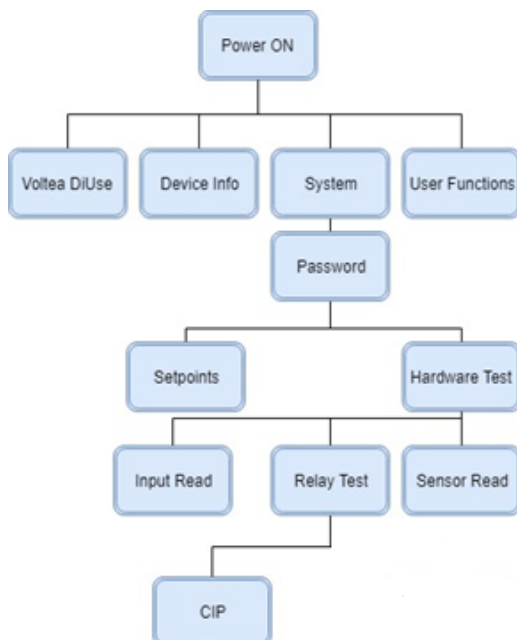 Power ON
Voltea DiUse
Device Info
System
User Functions
Password
Setpoints
Hardware Test
Input Read
Relay Test
Sensor Read
CIP